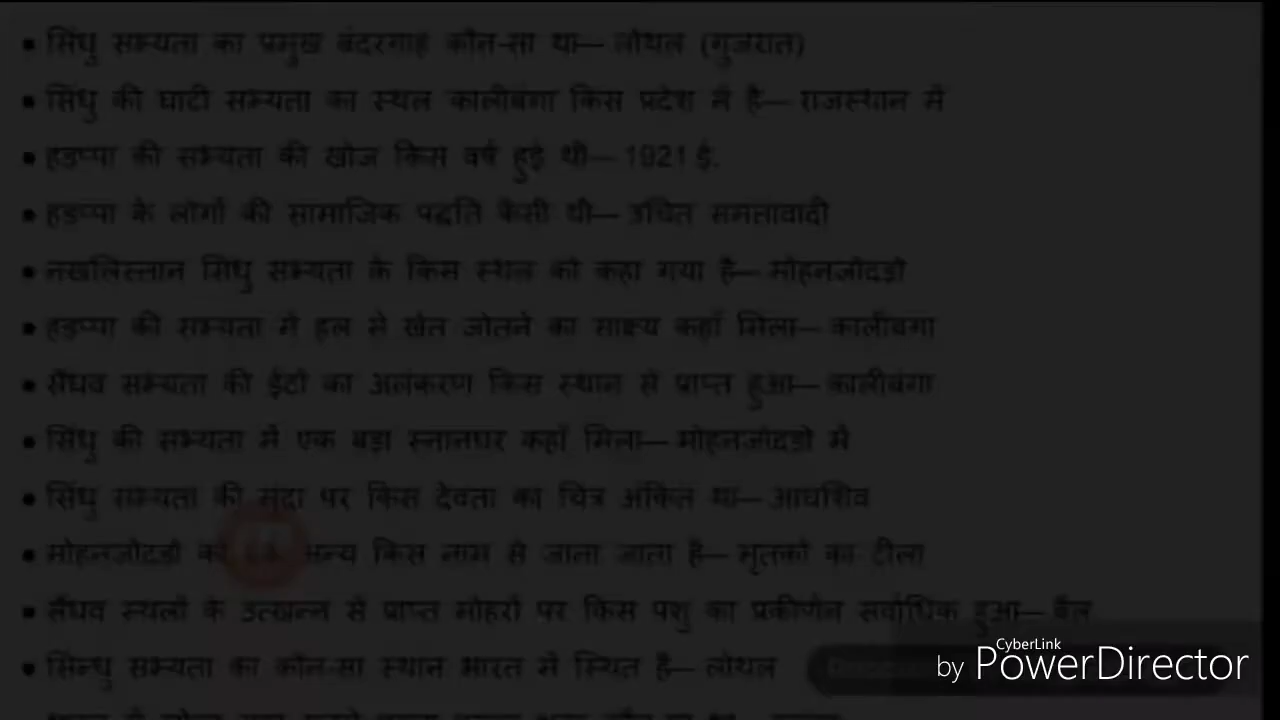 ▪ सिंधु सभ्यता का प्रमुख बंदरगाह कौन-सा था— लोथल (गुजरात)
▪ सिंधु की घाटी सभ्यता का स्थल कालीबंगा किस प्रदेश में है— राजस्थान में
▪ हड़प्पा की सभ्यता की खोज किस वर्ष हुई थी— 1921 ई.
▪ हड़प्पा के लोगों की सामाजिक पद्धति कैसी थी— उचित समतावादी
▪ नखलिस्तान सिंधु सभ्यता के किस स्थल को कहा गया है— मोहनजोदड़ो
▪ हड़प्पा की सभ्यता में हल से खेत जोतने का साक्ष्य कहाँ मिला— कालीबंगा
▪ सैंधव सभ्यता की ईंटों का अलंकरण किस स्थान से प्राप्त हुआ— कालीबंगा
▪ सिंधु की सभ्यता में एक बड़ा स्नानघर कहाँ मिला— मोहनजोदड़ो में
▪ सिंधु सभ्यता की मुद्रा पर किस देवता का चित्र अंकित था— आद्यशिव
▪ मोहनजोदड़ो को एक अन्य किस नाम से जाना जाता है— मृतकों का टीला
▪ सैंधव स्थलों के उत्खन्न से प्राप्त मोहरों पर किस पशु का प्रकीर्णन सर्वाधिक हुआ— बैल
▪ सिन्धु सभ्यता का कौन-सा स्थान भारत में स्थित है— लोथल
CyberLink
by PowerDirector